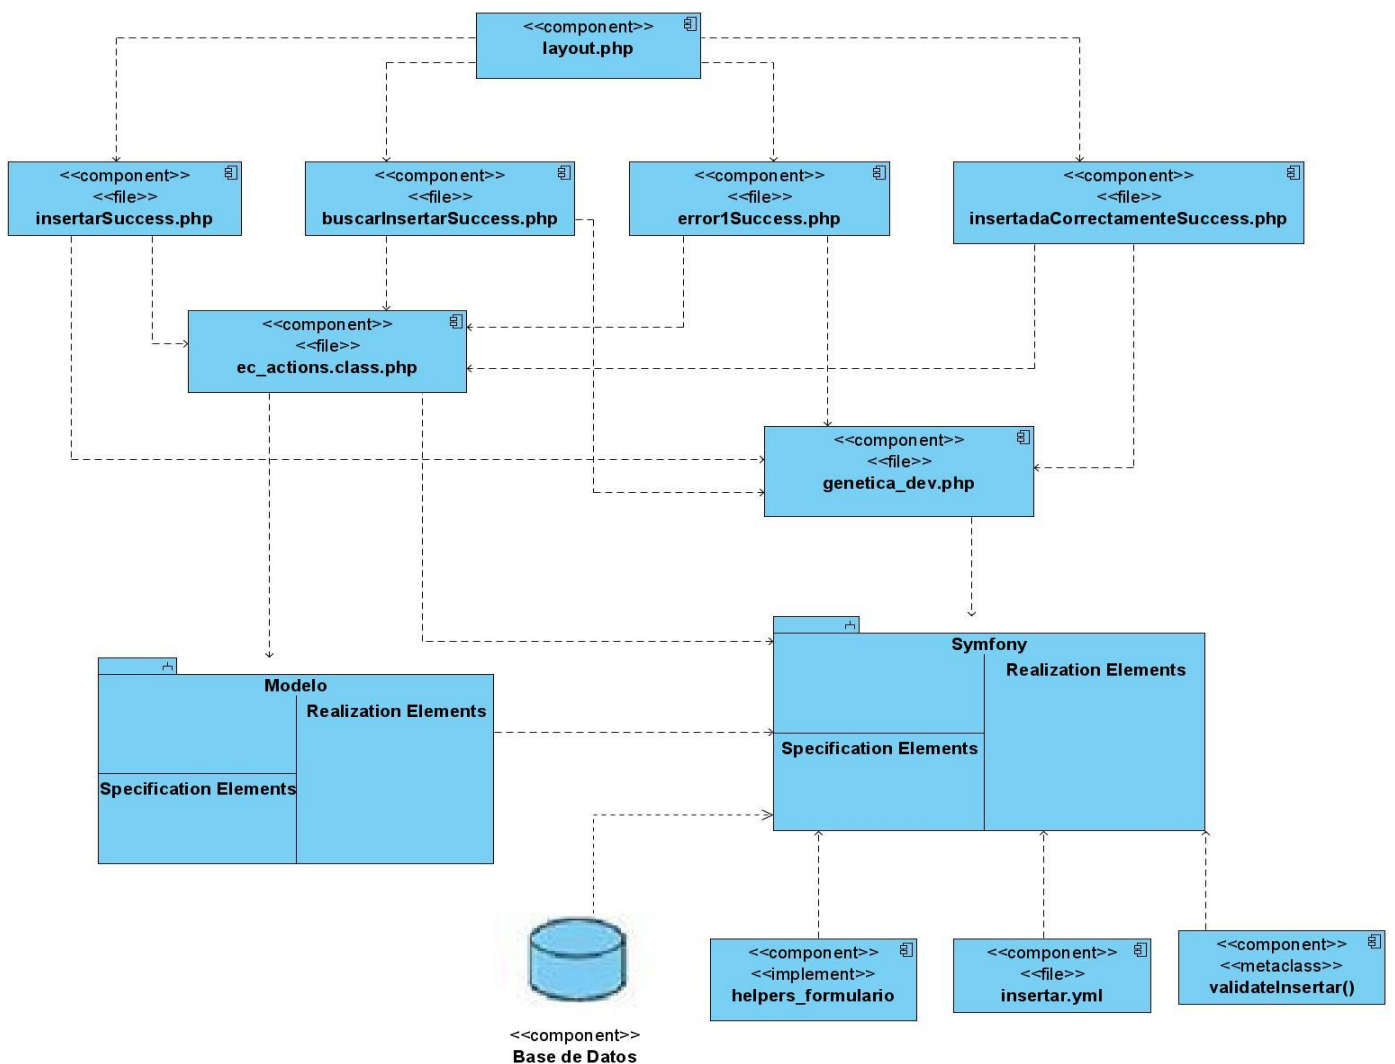 <<component>>
layout.php
<<component>>
<<file>>
insertarSuccess.php
<<component>>
<<file>>
buscarInsertarSuccess.php
<<component>>
<<file>>
error1Success.php
<<component>>
<<file>>
insertadaCorrectamenteSuccess.php
<<component>>
<<file>>
ec_actions.class.php
<<component>>
<<file>>
genetica_dev.php
Modelo
Realization Elements
Specification Elements
Symfony
Realization Elements
Specification Elements
<<component>>
Base de Datos
<<component>>
<<implement>>
helpers_formulario
<<component>>
<<file>>
insertar.yml
<<component>>
<<metaclass>>
validateInsertar()